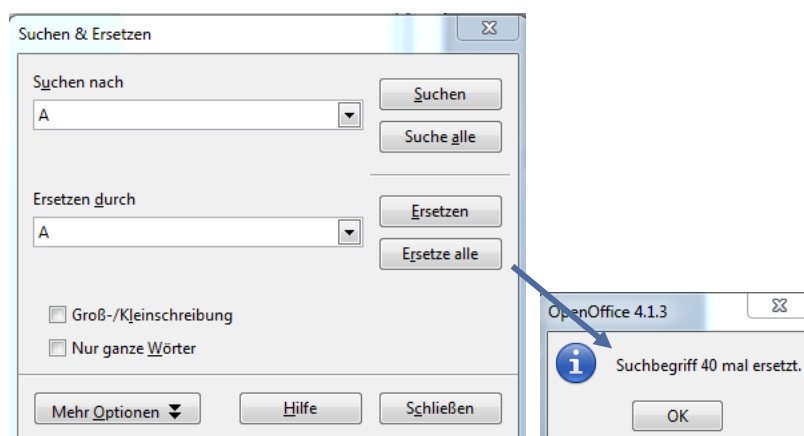 Suchen & Ersetzen
Suchen nach
A
Suchen
Suche alle
Ersetzen durch
A
Ersetzen
Ersetze alle
Groß-/Kleinschreibung
Nur ganze Wörter
Mehr Optionen
Hilfe
Schließen
OpenOffice 4.1.3
Suchbegriff 40 mal ersetzt.
OK